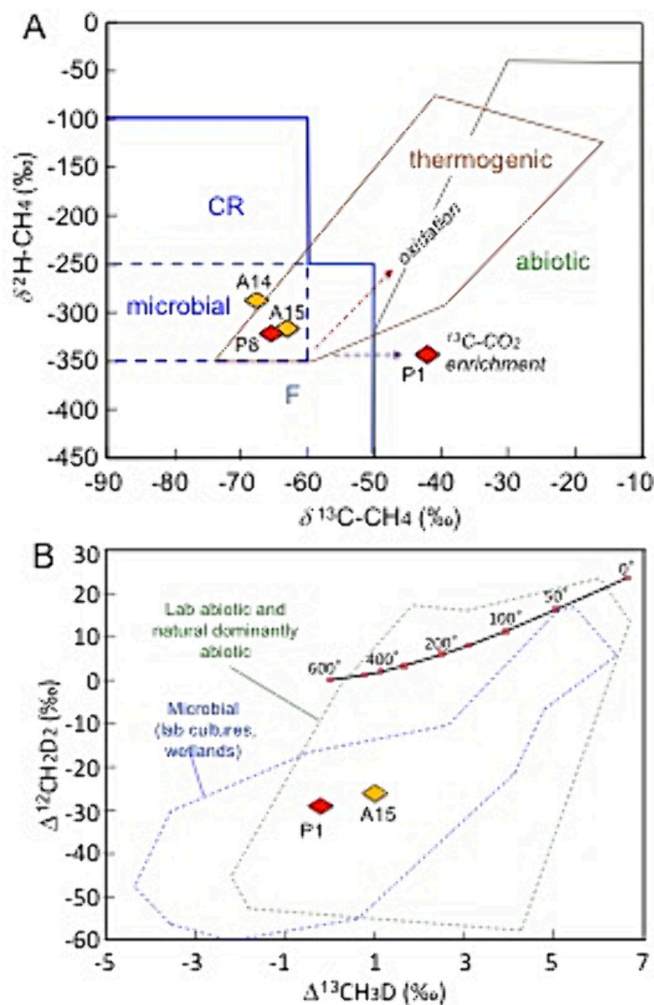 A
0
-50
-100
-150
-200
-250
-300
-350
-400
-450
δ²H-CH4 (‰)
CR
thermogenic
oxidation
abiotic
A14
microbial
A15
P8
¹³C-CO₂
enrichment
P1
F
-90 -80 -70 -60 -50 -40 -30 -20 -10
δ ¹³C-CH4 (‰)
B
30
20
10
0
-10
-20
-30
-40
-50
-60
Δ¹²CH₂D₂ (‰)
Lab abiotic and
natural dominantly
abiotic
0°
50°
100°
200°
400°
600°
Microbial
(lab cultures,
wetlands)
P1
A15
-5 -3 -1 1 3 5 7
Δ¹³CH₃D (‰)